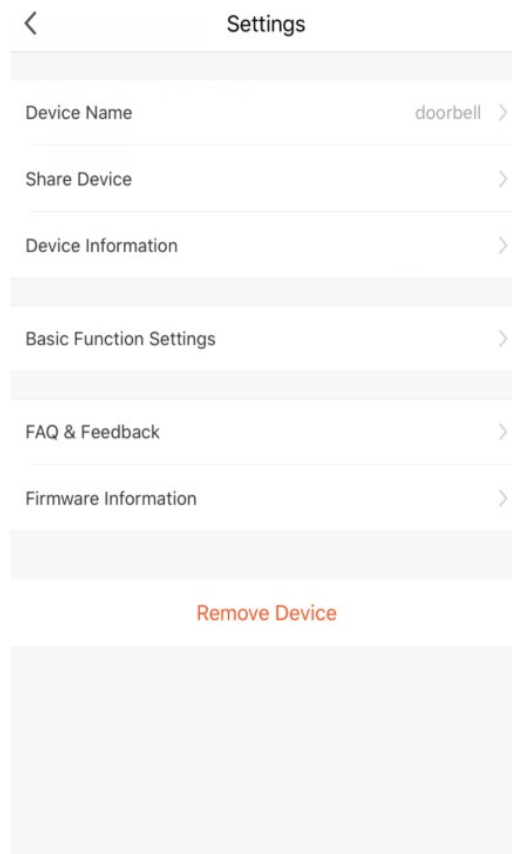 Settings
Device Name doorbell
Share Device
Device Information
Basic Function Settings
FAQ & Feedback
Firmware Information
Remove Device